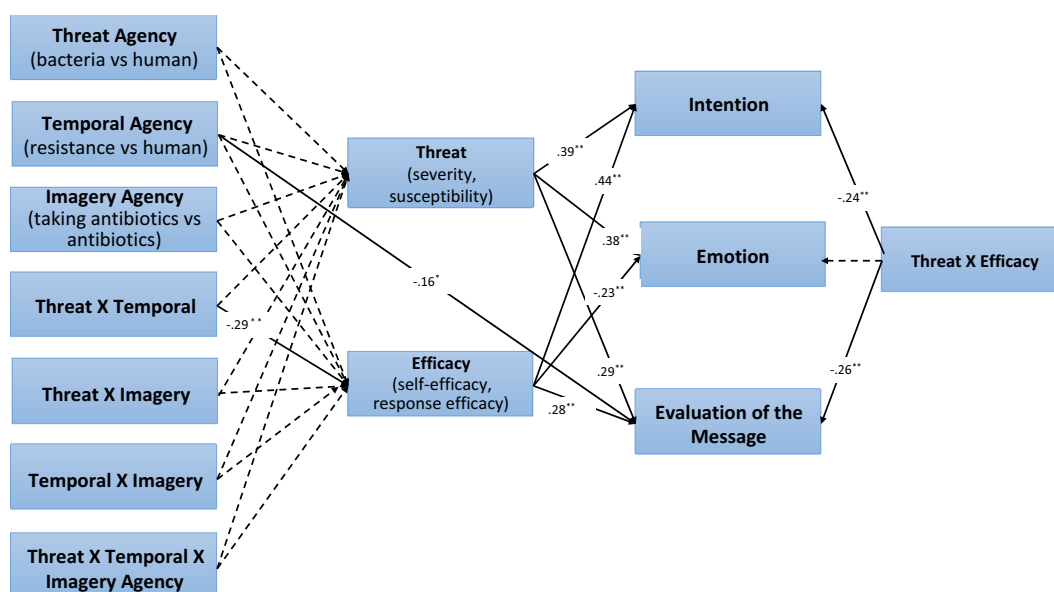 Threat Agency
(bacteria vs human)
Temporal Agency
(resistance vs human)
Imagery Agency
(taking antibiotics vs
antibiotics)
Threat X Temporal
Threat X Imagery
Temporal X Imagery
Threat X Temporal X
Imagery Agency
-.29**
Threat
(severity,
susceptibility)
Efficacy
(self-efficacy,
response efficacy)
-.16*
.39**
.44**
.38**
-.23**
.29**
.28**
Intention
Emotion
Evaluation of the
Message
-.24**
-.26**
Threat X Efficacy